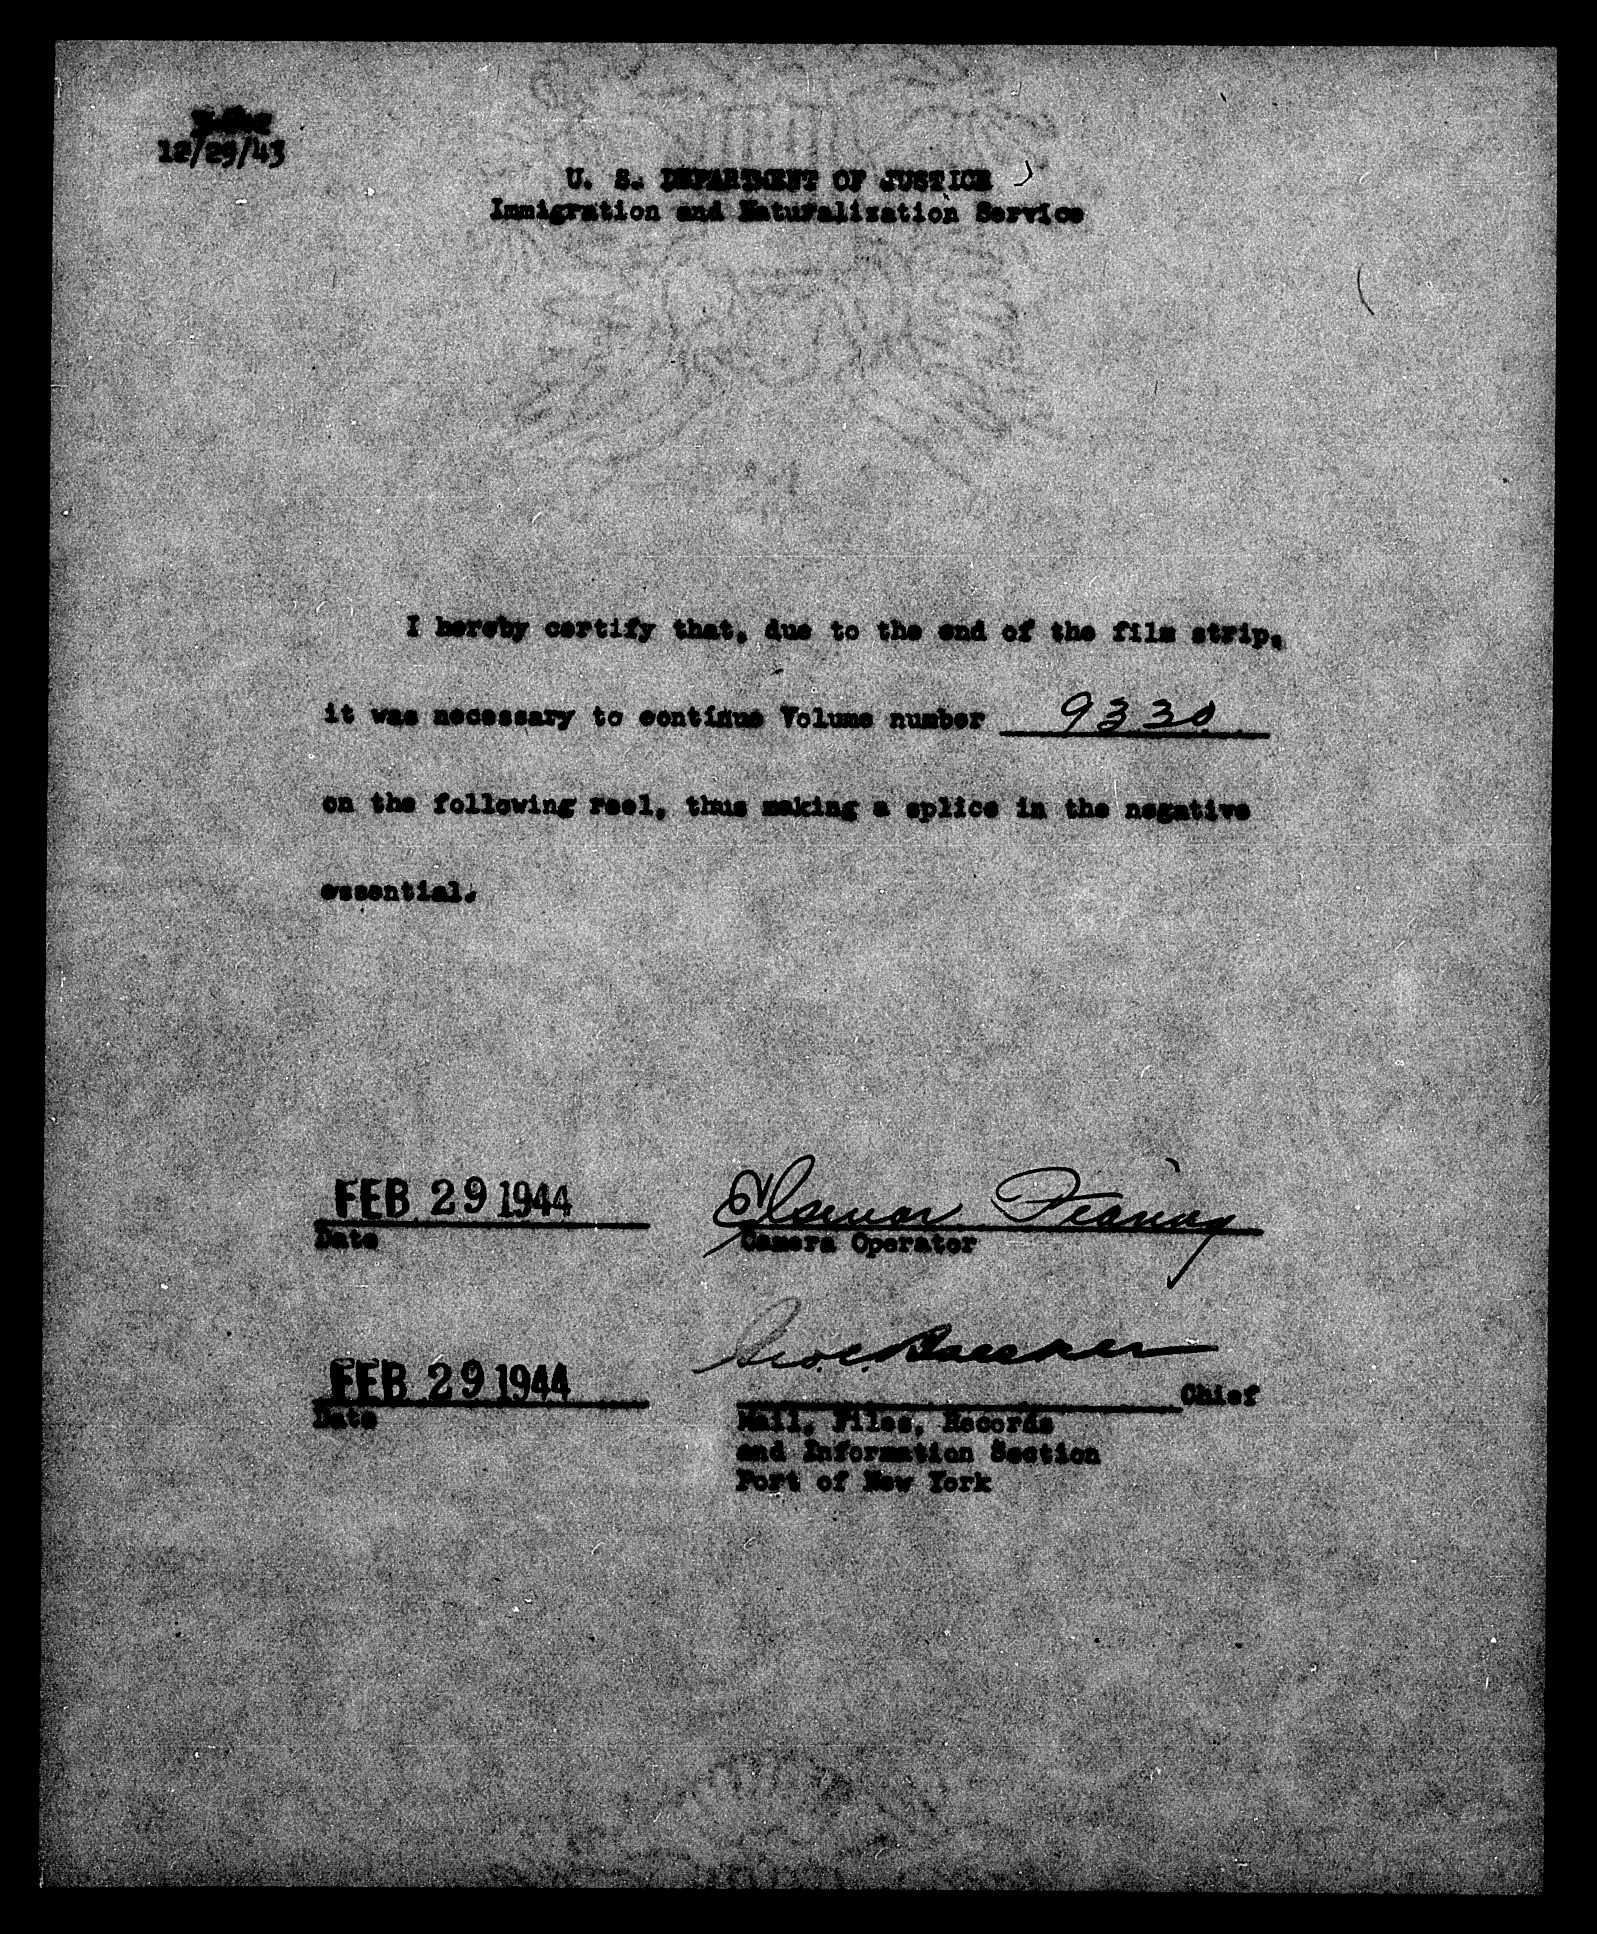 12/29/43
U. S. DEPARTMENT OF JUSTICE
Immigration and Naturalization Service
I hereby certify that, due to the end of the film strip,
it was necessary to continue Volume number 9330
on the following reel, thus making a splice in the negative
essential.
FEB 29 1944
Date
Camera Operator
FEB 29 1944
Date
Chief
Mail, Files, Records
and Information Section
Port of New York